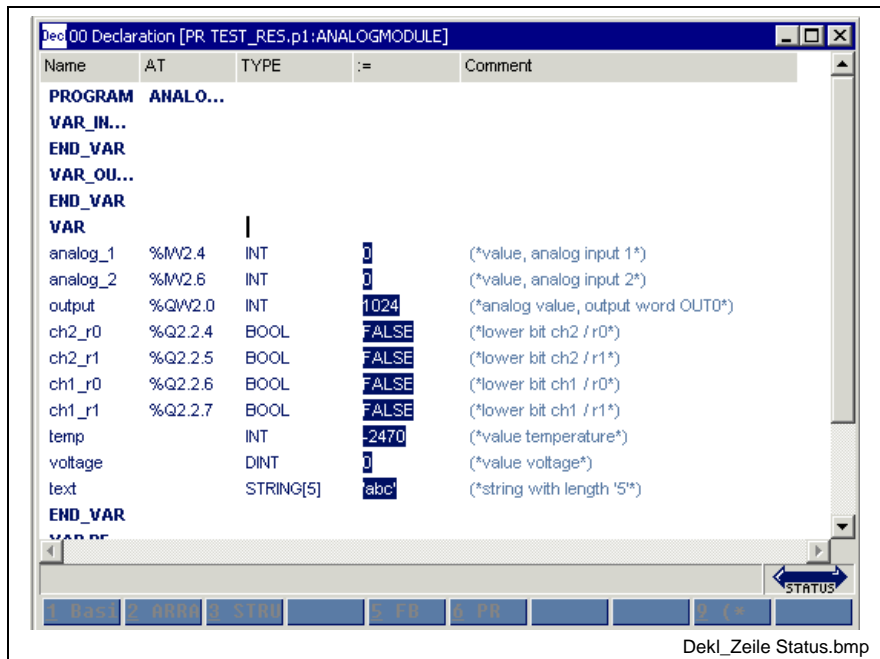 Decl 00 Declaration [PR TEST_RES.p1:ANALOGMODULE]
Name AT TYPE := Comment
PROGRAM ANALO...
VAR_IN...
END_VAR
VAR_OU...
END_VAR
VAR
analog_1 %IW2.4 INT 0 (*value, analog input 1*)
analog_2 %IW2.6 INT 0 (*value, analog input 2*)
output %QW2.0 INT 1024 (*analog value, output word OUT0*)
ch2_r0 %Q2.2.4 BOOL FALSE (*lower bit ch2 / r0*)
ch2_r1 %Q2.2.5 BOOL FALSE (*lower bit ch2 / r1*)
ch1_r0 %Q2.2.6 BOOL FALSE (*lower bit ch1 / r0*)
ch1_r1 %Q2.2.7 BOOL FALSE (*lower bit ch1 / r1*)
temp INT -2470 (*value temperature*)
voltage DINT 0 (*value voltage*)
text STRING[5] 'abc' (*string with length '5'*)
END_VAR
STATUS
1 Basi 2 ARRA 3 STRU 5 FB 6 PR 9 (*
Dekl_Zeile Status.bmp